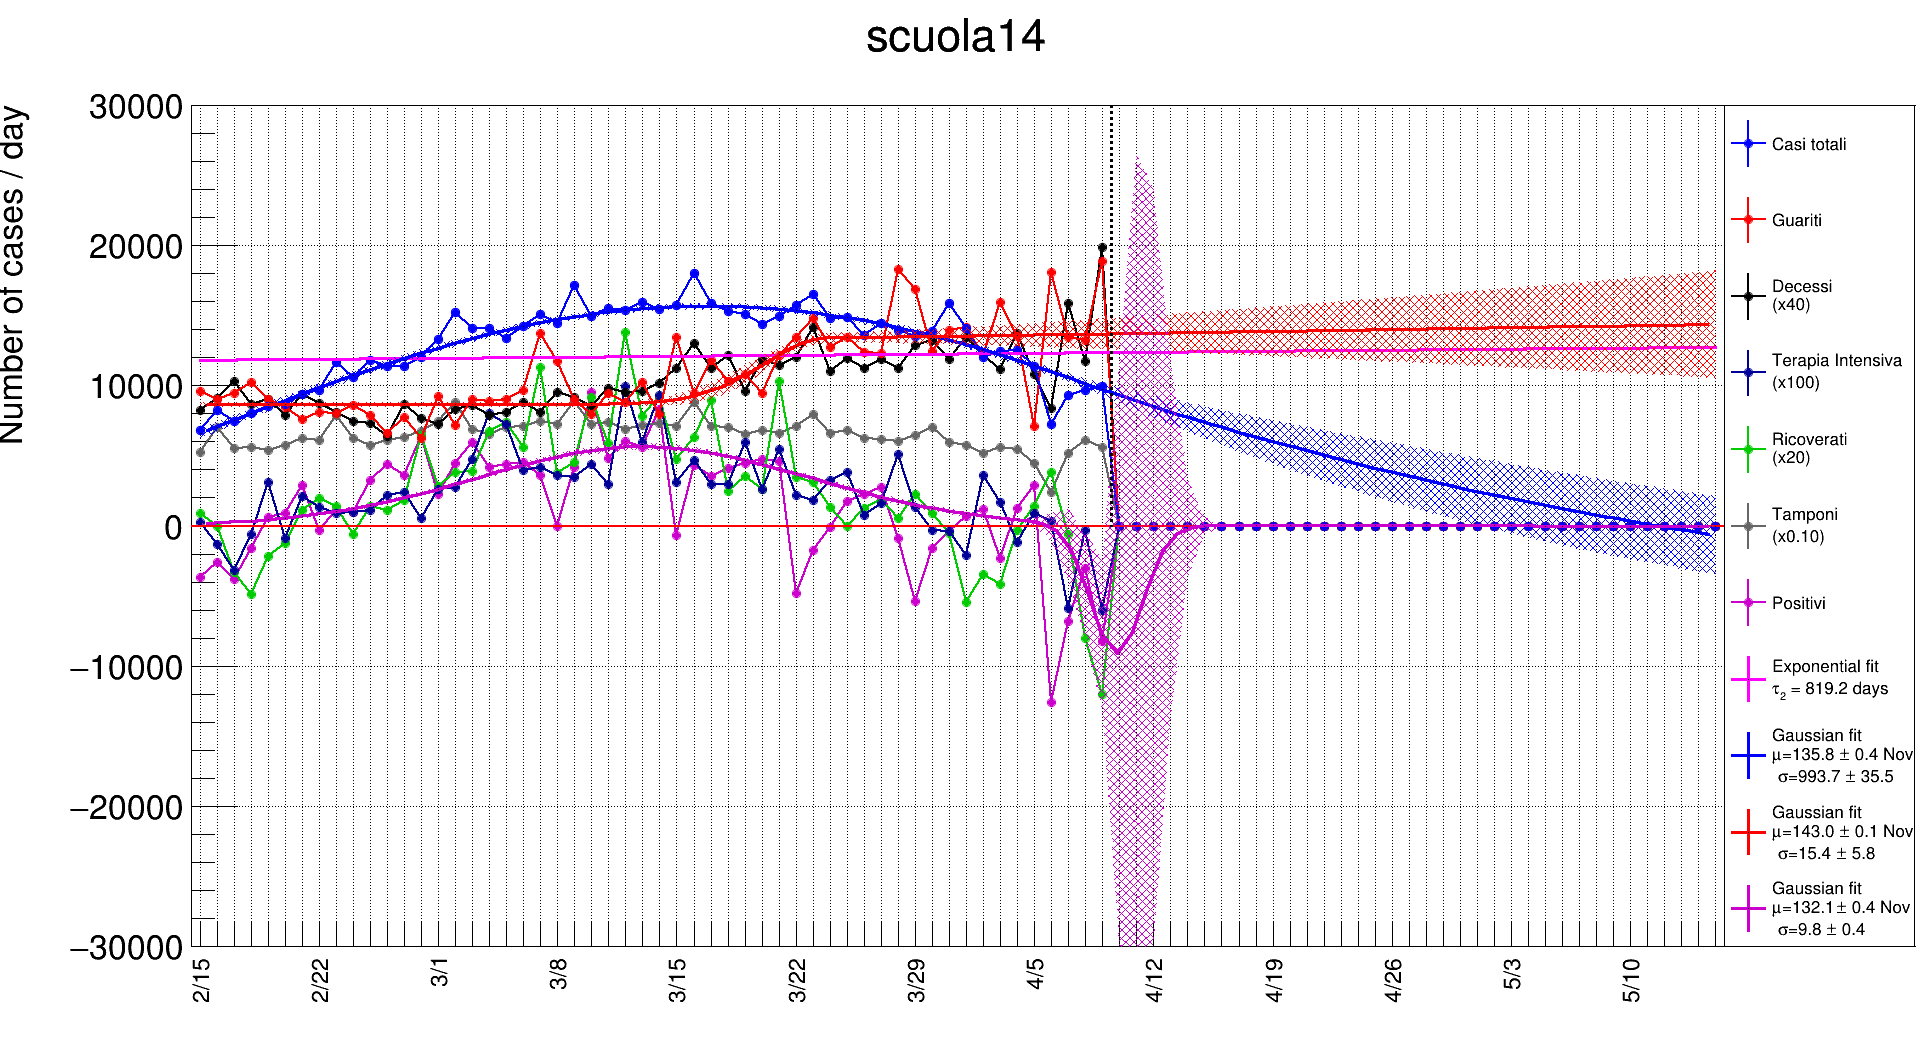 scuola14
Number of cases / day
30000
20000
10000
0
−10000
−20000
−30000
2/15
2/22
3/1
3/8
3/15
3/22
3/29
4/5
4/12
4/19
4/26
5/3
5/10
Casi totali
Guariti
Decessi
(x40)
Terapia Intensiva
(x100)
Ricoverati
(x20)
Tamponi
(x0.10)
Positivi
Exponential fit
τ2 = 819.2 days
Gaussian fit
μ=135.8 ± 0.4 Nov
σ=993.7 ± 35.5
Gaussian fit
μ=143.0 ± 0.1 Nov
σ=15.4 ± 5.8
Gaussian fit
μ=132.1 ± 0.4 Nov
σ=9.8 ± 0.4